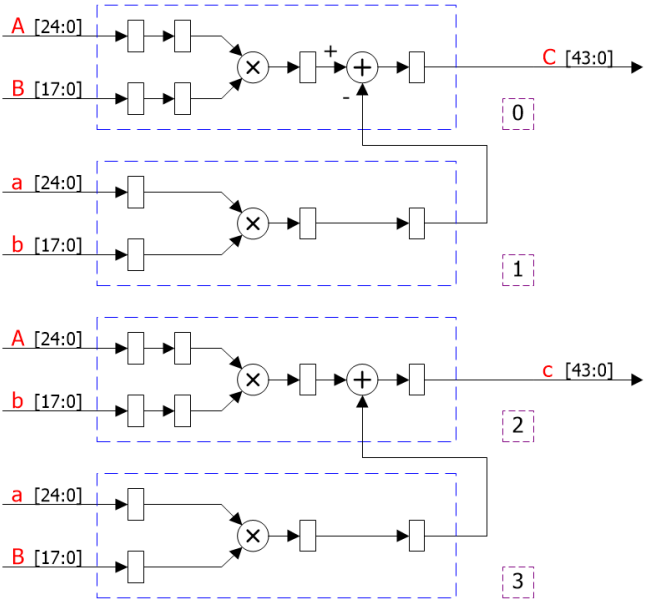 A [24:0]
+
C [43:0]
B [17:0]
-
0
a [24:0]
b [17:0]
1
A [24:0]
c [43:0]
b [17:0]
2
a [24:0]
B [17:0]
3